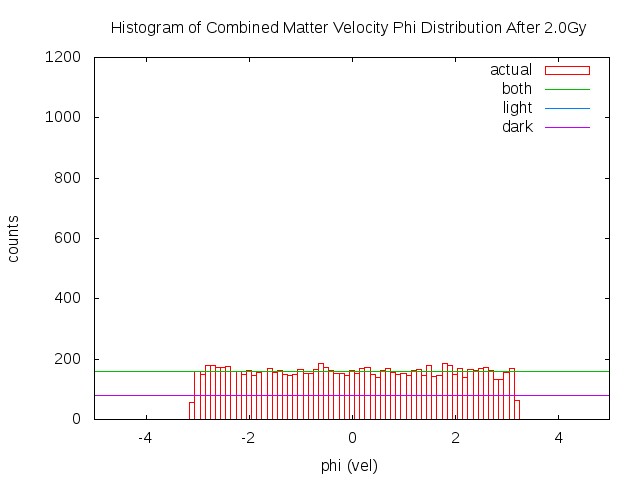 Histogram of Combined Matter Velocity Phi Distribution After 2.0Gy
1200
1000
800
600
400
200
0
counts
actual
both
light
dark
-4 -2 0 2 4
phi (vel)